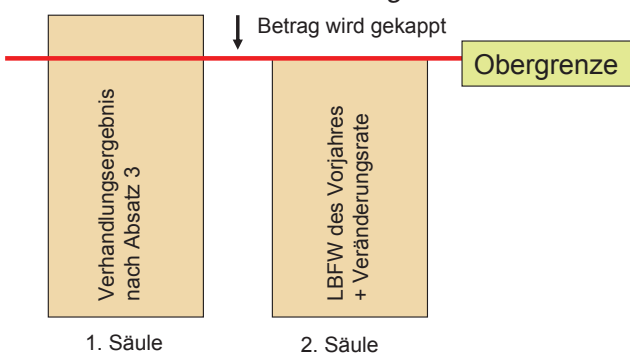 Betrag wird gekappt
Obergrenze
Verhandlungsergebnis
nach Absatz 3
LBFW des Vorjahres
+ Veränderungsrate
1. Säule
2. Säule